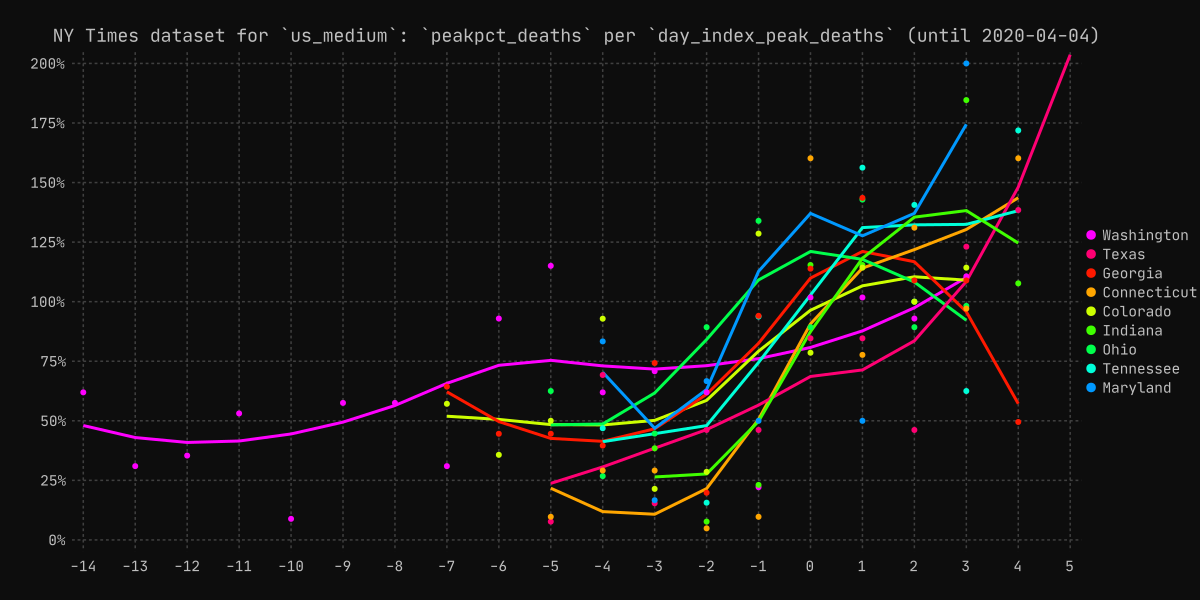 NY Times dataset for `us_medium`: `peakpct_deaths` per `day_index_peak_deaths` (until 2020-04-04)
200%
175%
150%
125%
100%
75%
50%
25%
0%
-14 -13 -12 -11 -10 -9 -8 -7 -6 -5 -4 -3 -2 -1 0 1 2 3 4 5
Washington
Texas
Georgia
Connecticut
Colorado
Indiana
Ohio
Tennessee
Maryland